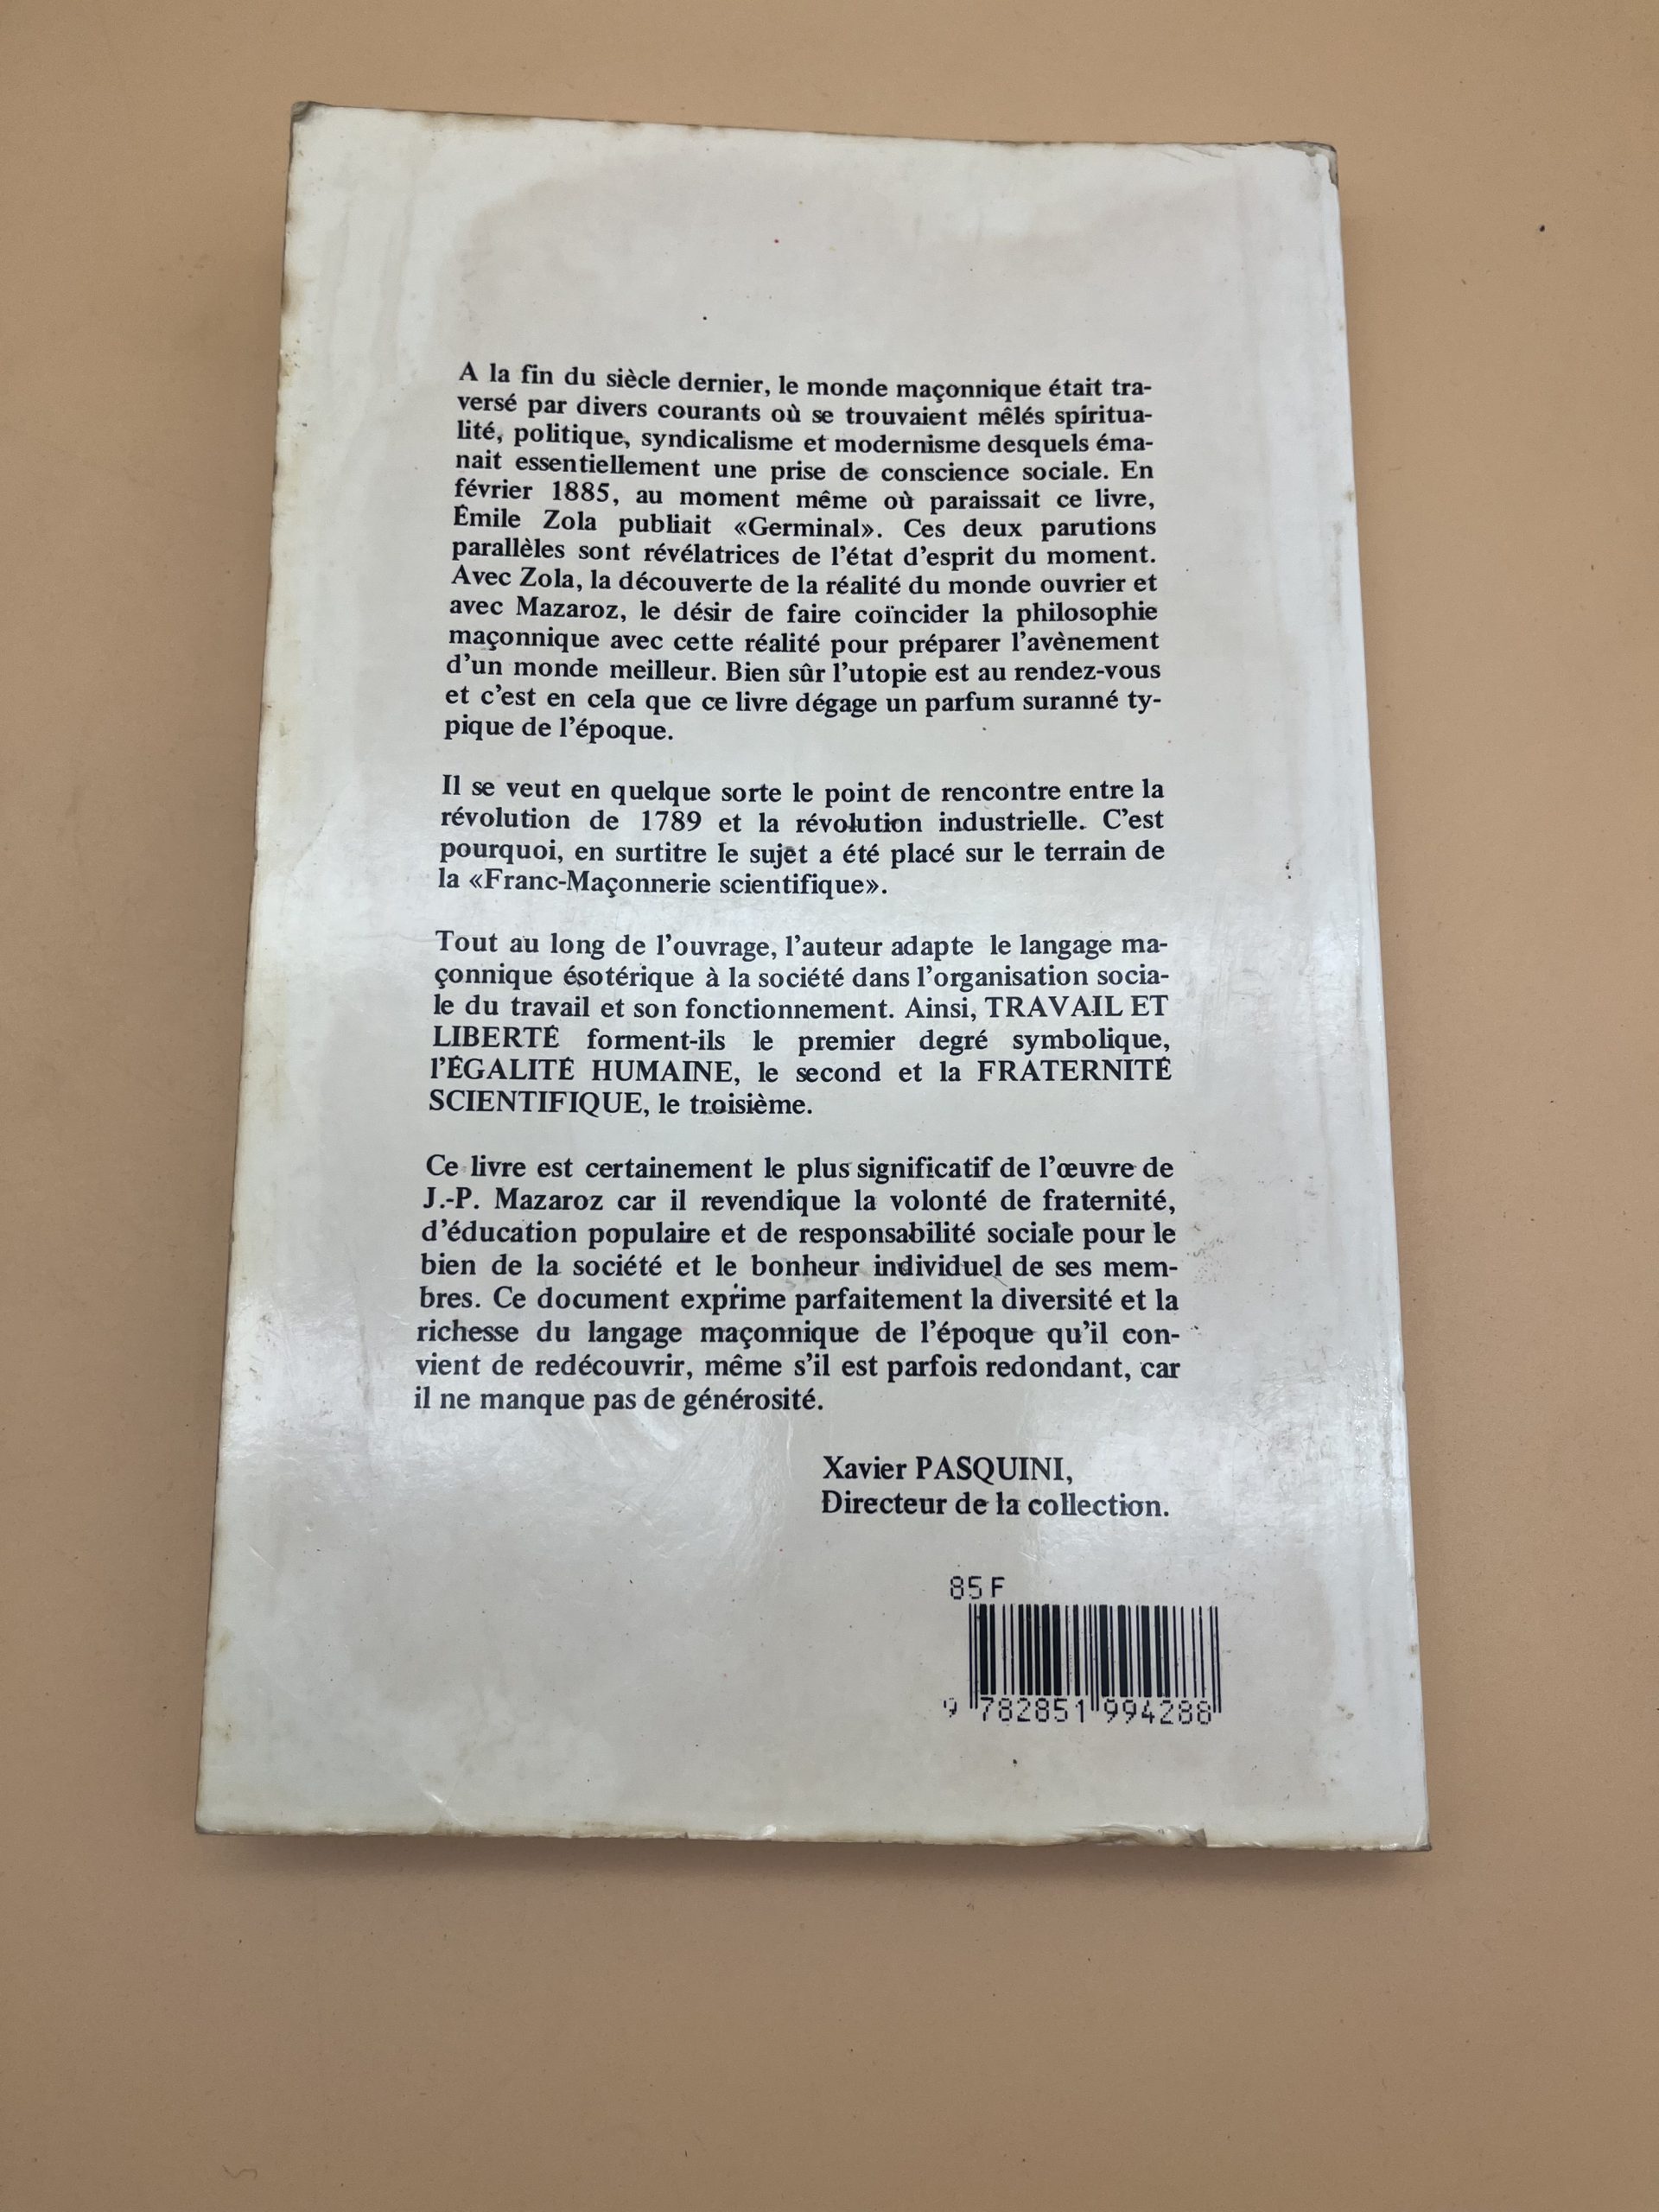 A la fin du siècle dernier, le monde maçonnique était tra-
versé par divers courants où se trouvaient mêlés spiritua-
lité, politique, syndicalisme et modernisme desquels éma-
nait essentiellement une prise de conscience sociale. En
février 1885, au moment même où paraissait ce livre,
Émile Zola publiait «Germinal». Ces deux parutions
parallèles sont révélatrices de l'état d'esprit du moment.
Avec Zola, la découverte de la réalité du monde ouvrier et
avec Mazaroz, le désir de faire coïncider la philosophie
maçonnique avec cette réalité pour préparer l'avènement
d'un monde meilleur. Bien sûr l'utopie est au rendez-vous
et c'est en cela que ce livre dégage un parfum suranné ty-
pique de l'époque.
Il se veut en quelque sorte le point de rencontre entre la
révolution de 1789 et la révolution industrielle. C'est
pourquoi, en surtitre le sujet a été placé sur le terrain de
la «Franc-Maçonnerie scientifique».
Tout au long de l'ouvrage, l'auteur adapte le langage ma-
çonnique ésotérique à la société dans l'organisation socia-
le du travail et son fonctionnement. Ainsi, TRAVAIL ET
LIBERTÉ forment-ils le premier degré symbolique,
l'ÉGALITÉ HUMAINE, le second et la FRATERNITÉ
SCIENTIFIQUE, le troisième.
Ce livre est certainement le plus significatif de l'œuvre de
J.-P. Mazaroz car il revendique la volonté de fraternité,
d'éducation populaire et de responsabilité sociale pour le
bien de la société et le bonheur individuel de ses mem-
bres. Ce document exprime parfaitement la diversité et la
richesse du langage maçonnique de l'époque qu'il con-
vient de redécouvrir, même s'il est parfois redondant, car
il ne manque pas de générosité.
Xavier PASQUINI,
Directeur de la collection.
85 F
9 782851 994288